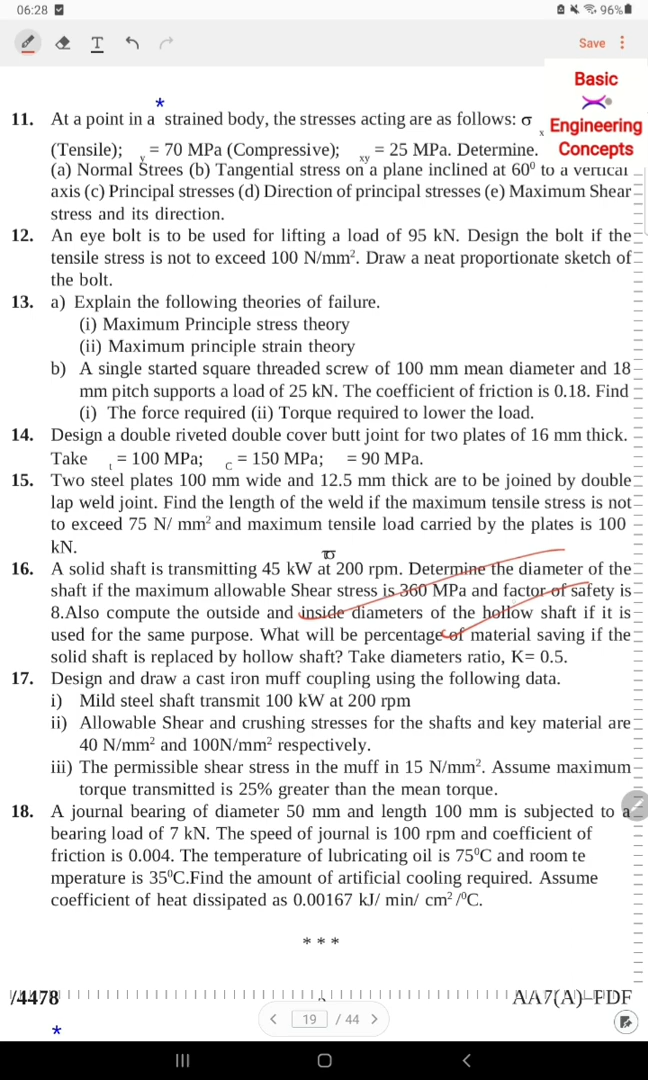 06:28
96%
T
Save
Basic
Engineering
Concepts
*
11. At a point in a strained body, the stresses acting are as follows: σ x
(Tensile); y = 70 MPa (Compressive); xy = 25 MPa. Determine.
(a) Normal Strees (b) Tangential stress on a plane inclined at 60⁰ to a vertical
axis (c) Principal stresses (d) Direction of principal stresses (e) Maximum Shear
stress and its direction.
12. An eye bolt is to be used for lifting a load of 95 kN. Design the bolt if the
tensile stress is not to exceed 100 N/mm². Draw a neat proportionate sketch of
the bolt.
13. a) Explain the following theories of failure.
(i) Maximum Principle stress theory
(ii) Maximum principle strain theory
b) A single started square threaded screw of 100 mm mean diameter and 18
mm pitch supports a load of 25 kN. The coefficient of friction is 0.18. Find
(i) The force required (ii) Torque required to lower the load.
14. Design a double riveted double cover butt joint for two plates of 16 mm thick.
Take t = 100 MPa; C = 150 MPa; = 90 MPa.
15. Two steel plates 100 mm wide and 12.5 mm thick are to be joined by double
lap weld joint. Find the length of the weld if the maximum tensile stress is not
to exceed 75 N/ mm² and maximum tensile load carried by the plates is 100
kN.
16. A solid shaft is transmitting 45 kW at 200 rpm. Determine the diameter of the
shaft if the maximum allowable Shear stress is 360 MPa and factor of safety is
8.Also compute the outside and inside diameters of the hollow shaft if it is
used for the same purpose. What will be percentage of material saving if the
solid shaft is replaced by hollow shaft? Take diameters ratio, K= 0.5.
17. Design and draw a cast iron muff coupling using the following data.
i) Mild steel shaft transmit 100 kW at 200 rpm
ii) Allowable Shear and crushing stresses for the shafts and key material are
40 N/mm² and 100N/mm² respectively.
iii) The permissible shear stress in the muff in 15 N/mm². Assume maximum
torque transmitted is 25% greater than the mean torque.
18. A journal bearing of diameter 50 mm and length 100 mm is subjected to a
bearing load of 7 kN. The speed of journal is 100 rpm and coefficient of
friction is 0.004. The temperature of lubricating oil is 75⁰C and room te
mperature is 35⁰C.Find the amount of artificial cooling required. Assume
coefficient of heat dissipated as 0.00167 kJ/ min/ cm² /⁰C.
* * *
/4478 AA7(A)–PDF
19 / 44
*